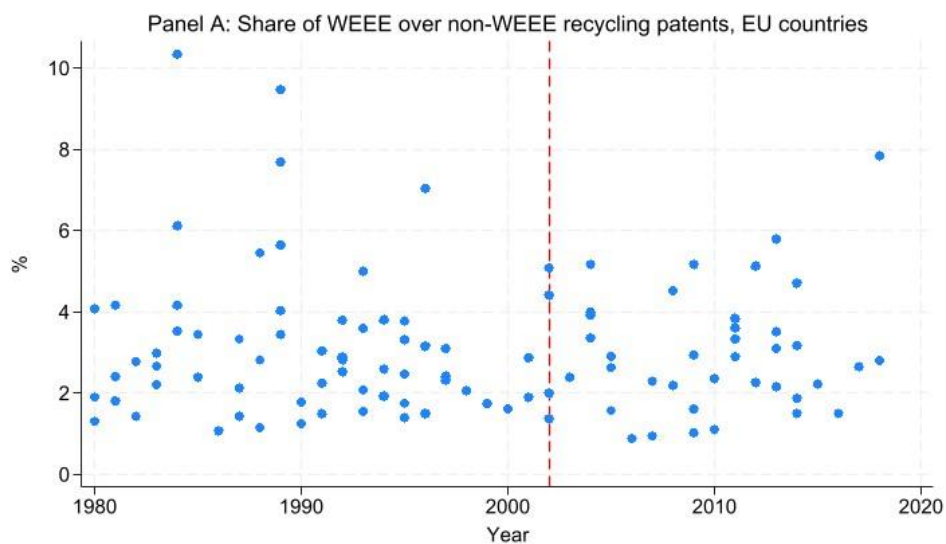 Panel A: Share of WEEE over non-WEEE recycling patents, EU countries
10
8
6
4
2
0
%
1980 1990 2000 2010 2020
Year